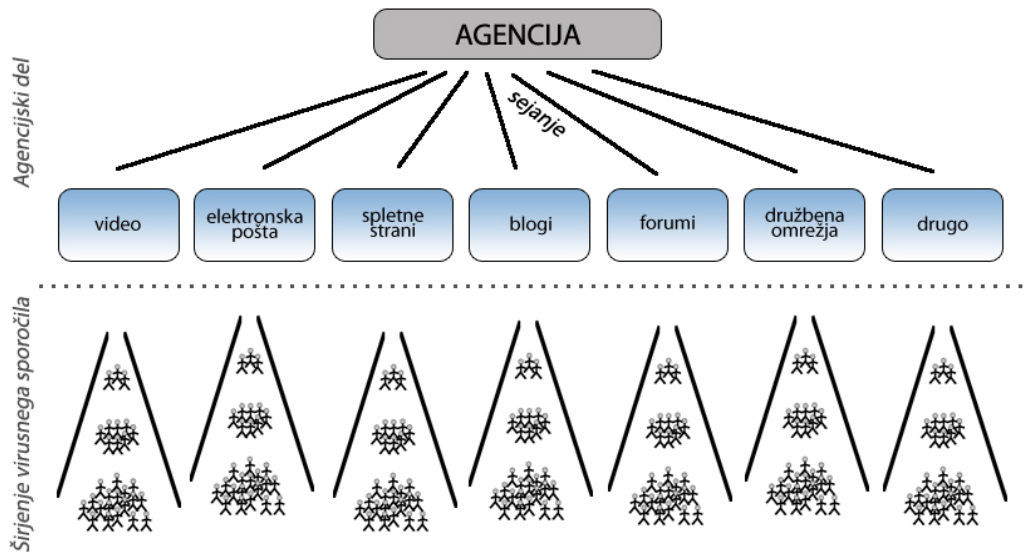 AGENCIJA
Agencijski del
sejanje
video
elektronska
pošta
spletne
strani
blogi
forumi
družbena
omrežja
drugo
Širjenje virusnega sporočila